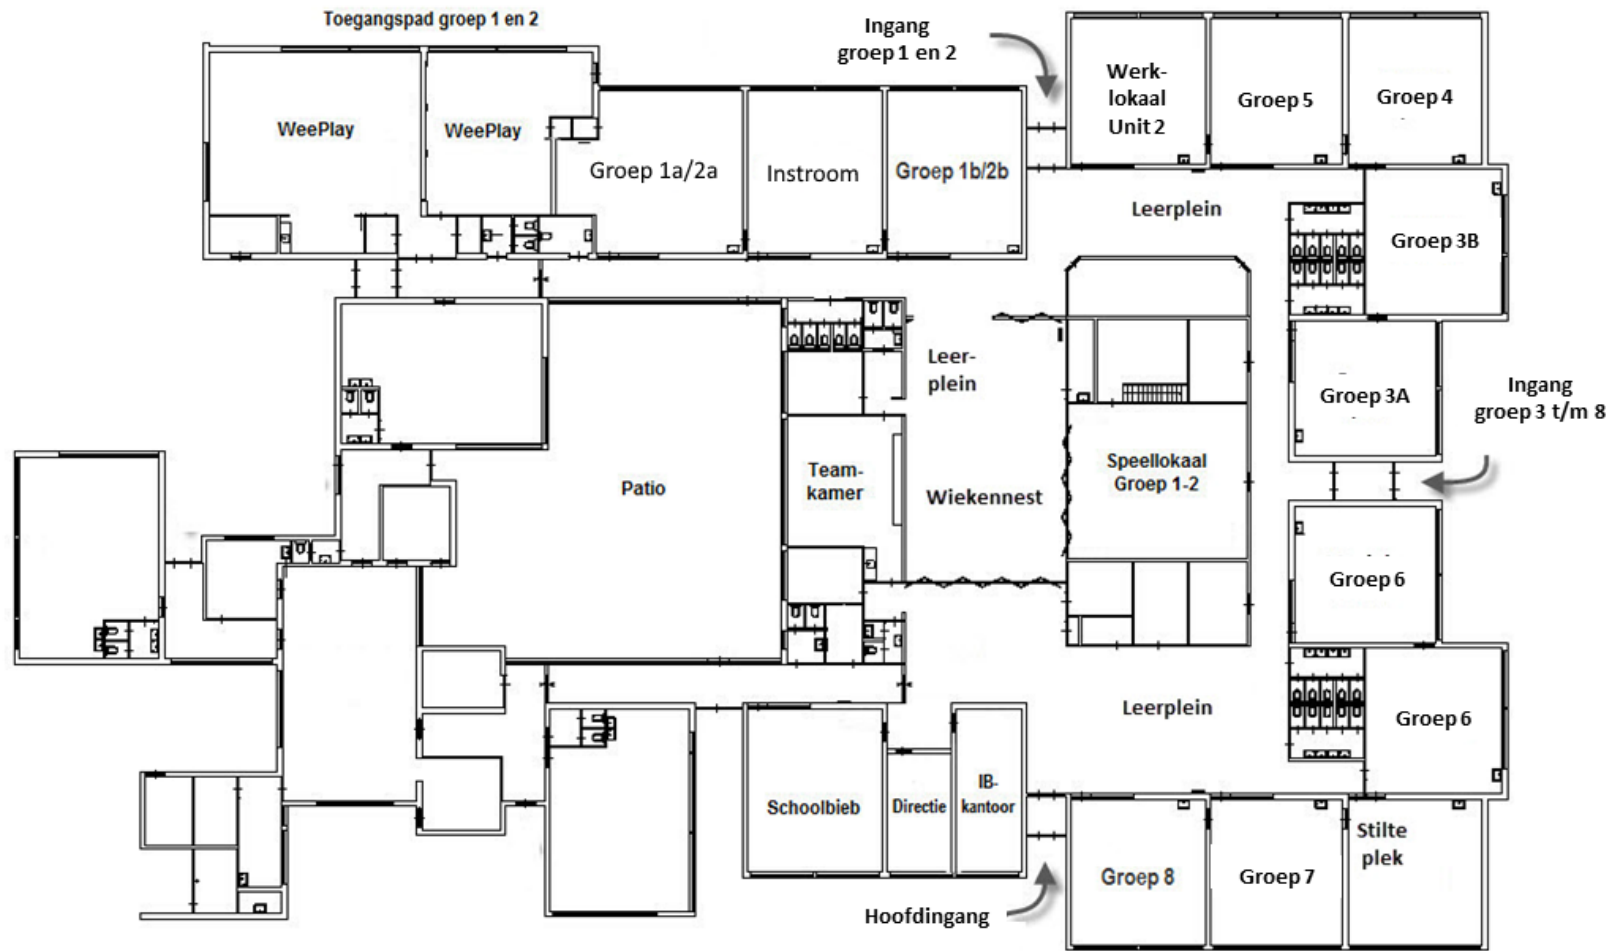 Toegangspad groep 1 en 2
Ingang
groep 1 en 2
WeePlay
WeePlay
Groep 1a/2a
Instroom
Groep 1b/2b
Werk-
lokaal
Unit 2
Groep 5
Groep 4
Leerplein
Groep 3B
Leer-
plein
Groep 3A
Ingang
groep 3 t/m 8
Patio
Team-
kamer
Wiekennest
Speellokaal
Groep 1-2
Groep 6
Leerplein
Groep 6
Schoolbieb
Directie
IB-
kantoor
Stilte
plek
Groep 8
Groep 7
Hoofdingang